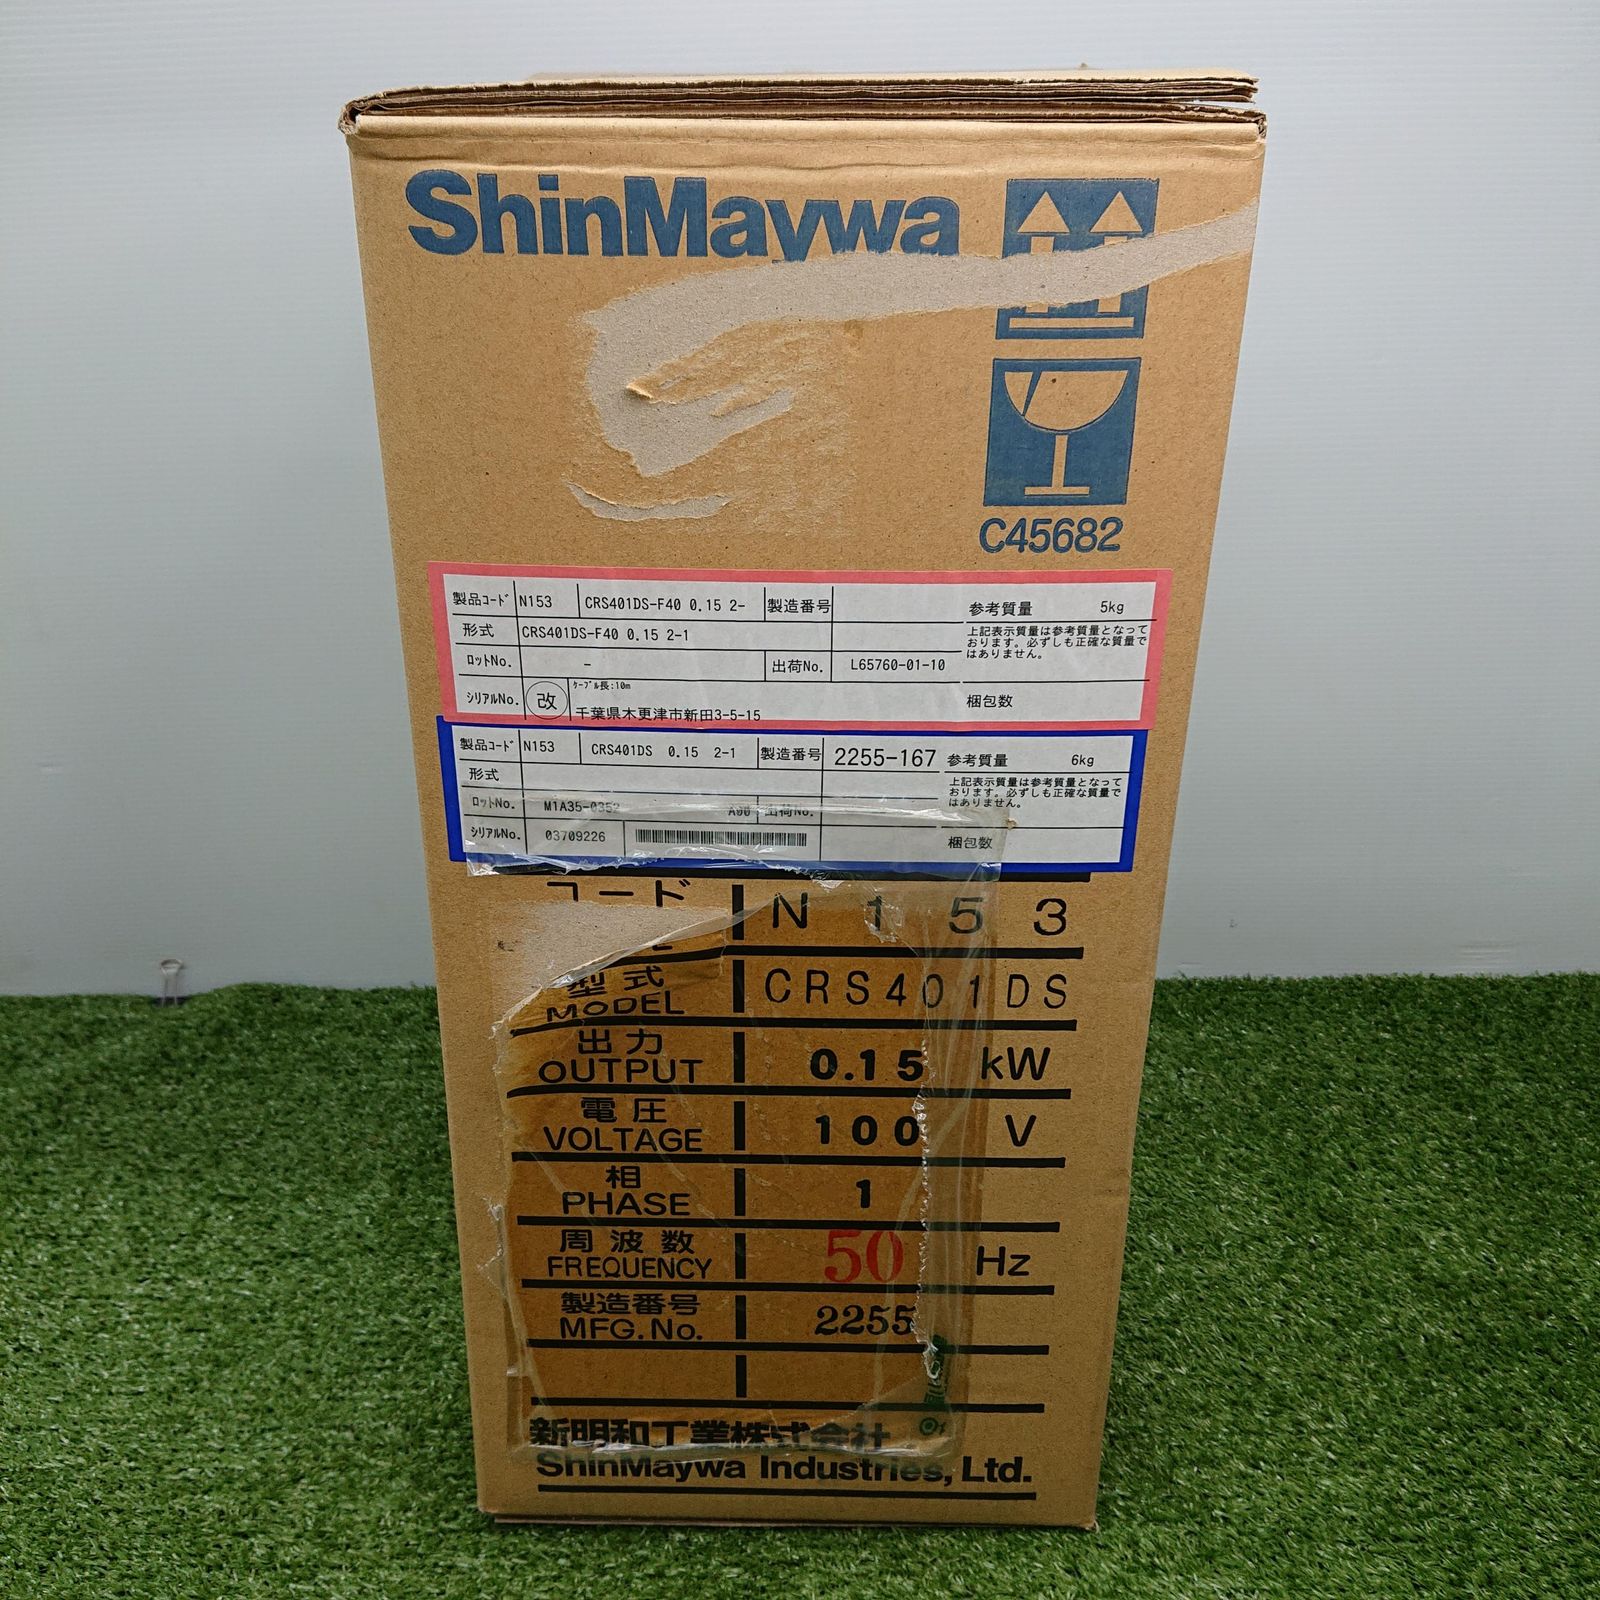 ShinMaywa
C45682
製品コード N153 CRS401DS-F40 0.15 2- 製造番号 参考質量 5kg
形式 CRS401DS-F40 0.15 2-1 上記表示質量は参考質量となって
おります。必ずしも正確な質量で
はありません。
ロットNo. - 出荷No. L65760-01-10
シリアルNo. 改 ケーブル長:10m 梱包数
千葉県木更津市新田3-5-15
製品コード N153 CRS401DS 0.15 2-1 製造番号 2255-167 参考質量 6kg
形式 上記表示質量は参考質量となって
おります。必ずしも正確な質量で
はありません。
ロットNo. M1A35-0352 A90 出荷No.
シリアルNo. 03709226 梱包数
コード N153
型式 CRS401DS
MODEL
出力
OUTPUT 0.15 kW
電圧
VOLTAGE 100 V
相
PHASE 1
周波数
FREQUENCY 50 Hz
製造番号
MFG.No. 2255
新明和工業株式会社
ShinMaywa Industries, Ltd.